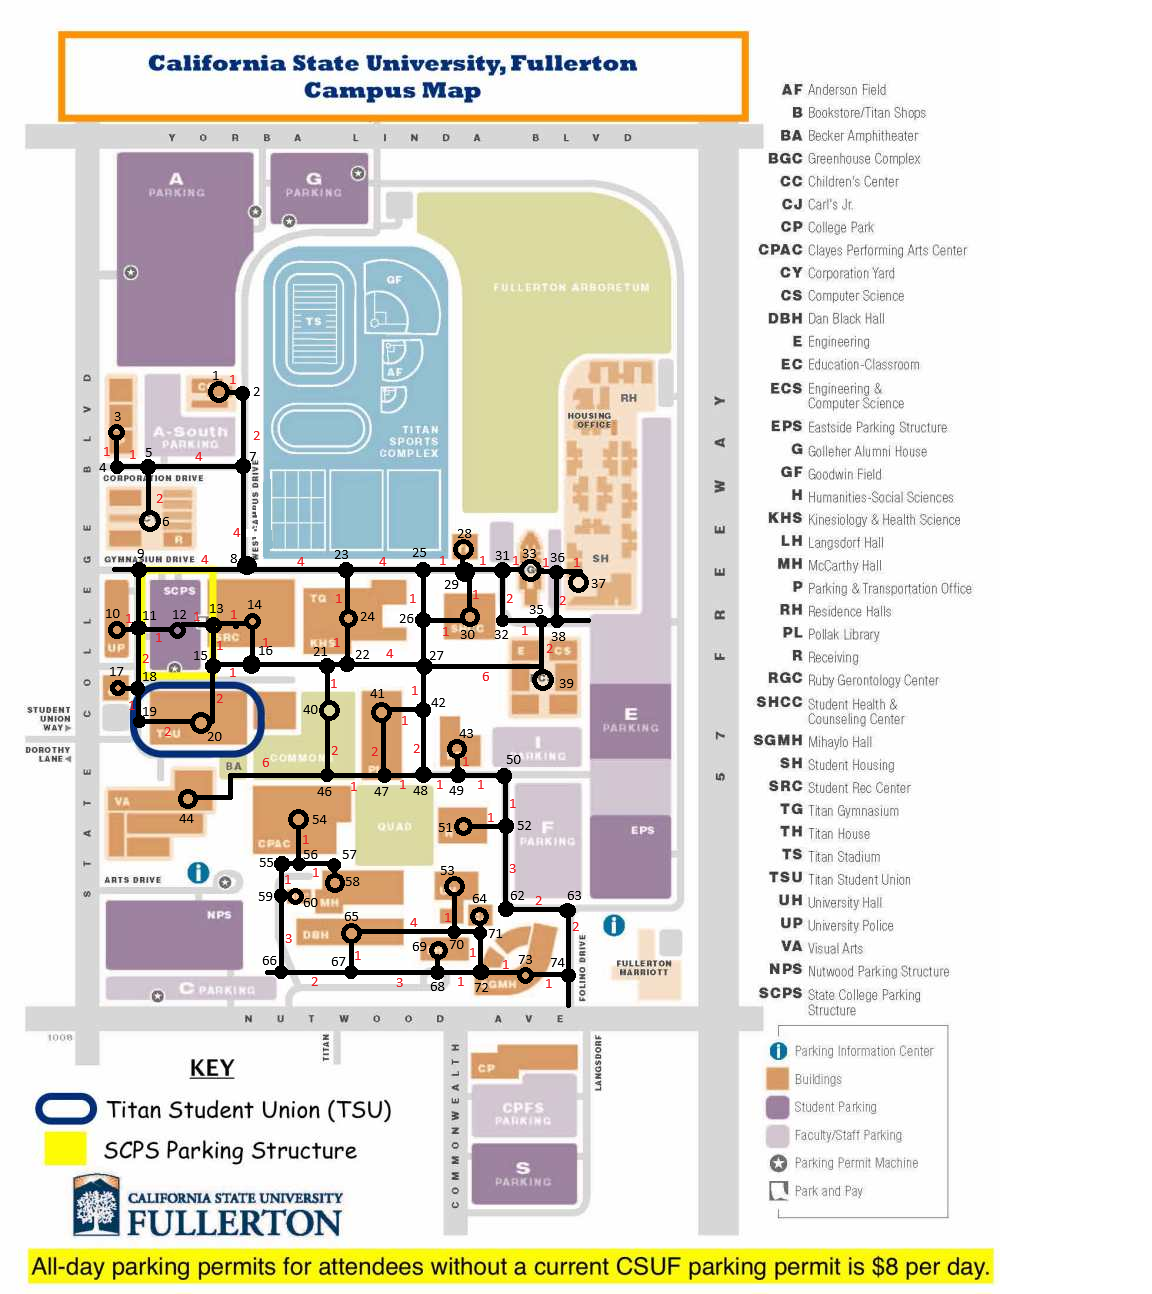 California State University, Fullerton
Campus Map
YORBA LINDA BLVD
A
PARKING
G
PARKING
GF
TS
AF
FULLERTON ARBORETUM
TITAN
SPORTS
COMPLEX
RH
HOUSING
OFFICE
A-South
PARKING
CORPORATION DRIVE
R
GYMNASIUM DRIVE
WEST CAMPUS DRIVE
STATE COLLEGE BLVD
57 FREEWAY
SH
SCPS
UP
TG
KHS
E
CS
E
PARKING
I
PARKING
STUDENT
UNION
WAY
DOROTHY
LANE
TSU
BA
COMMON
VA
CPAC
QUAD
F
PARKING
EPS
ARTS DRIVE
NPS
MH
DBH
C PARKING
GMH
FOLINO DRIVE
FULLERTON
MARRIOTT
NUTWOOD AVE
1008
TITAN
COMMONWEALTH
LANGSDORF
CP
CPFS
PARKING
S
PARKING
1
2
3
4
5
6
7
8
9
10
11
12
13
14
15
16
17
18
19
20
21
22
23
24
25
26
27
28
29
30
31
32
33
35
36
37
38
39
40
41
42
43
44
46
47
48
49
50
51
52
53
54
55
56
57
58
59
60
62
63
64
65
66
67
68
69
70
71
72
73
74
KEY
Titan Student Union (TSU)
SCPS Parking Structure
CALIFORNIA STATE UNIVERSITY
FULLERTON
AF Anderson Field
B Bookstore/Titan Shops
BA Becker Amphitheater
BGC Greenhouse Complex
CC Children's Center
CJ Carl's Jr.
CP College Park
CPAC Clayes Performing Arts Center
CY Corporation Yard
CS Computer Science
DBH Dan Black Hall
E Engineering
EC Education-Classroom
ECS Engineering &
Computer Science
EPS Eastside Parking Structure
G Golleher Alumni House
GF Goodwin Field
H Humanities-Social Sciences
KHS Kinesiology & Health Science
LH Langsdorf Hall
MH McCarthy Hall
P Parking & Transportation Office
RH Residence Halls
PL Pollak Library
R Receiving
RGC Ruby Gerontology Center
SHCC Student Health &
Counseling Center
SGMH Mihaylo Hall
SH Student Housing
SRC Student Rec Center
TG Titan Gymnasium
TH Titan House
TS Titan Stadium
TSU Titan Student Union
UH University Hall
UP University Police
VA Visual Arts
NPS Nutwood Parking Structure
SCPS State College Parking
Structure
Parking Information Center
Buildings
Student Parking
Faculty/Staff Parking
Parking Permit Machine
Park and Pay
All-day parking permits for attendees without a current CSUF parking permit is $8 per day.